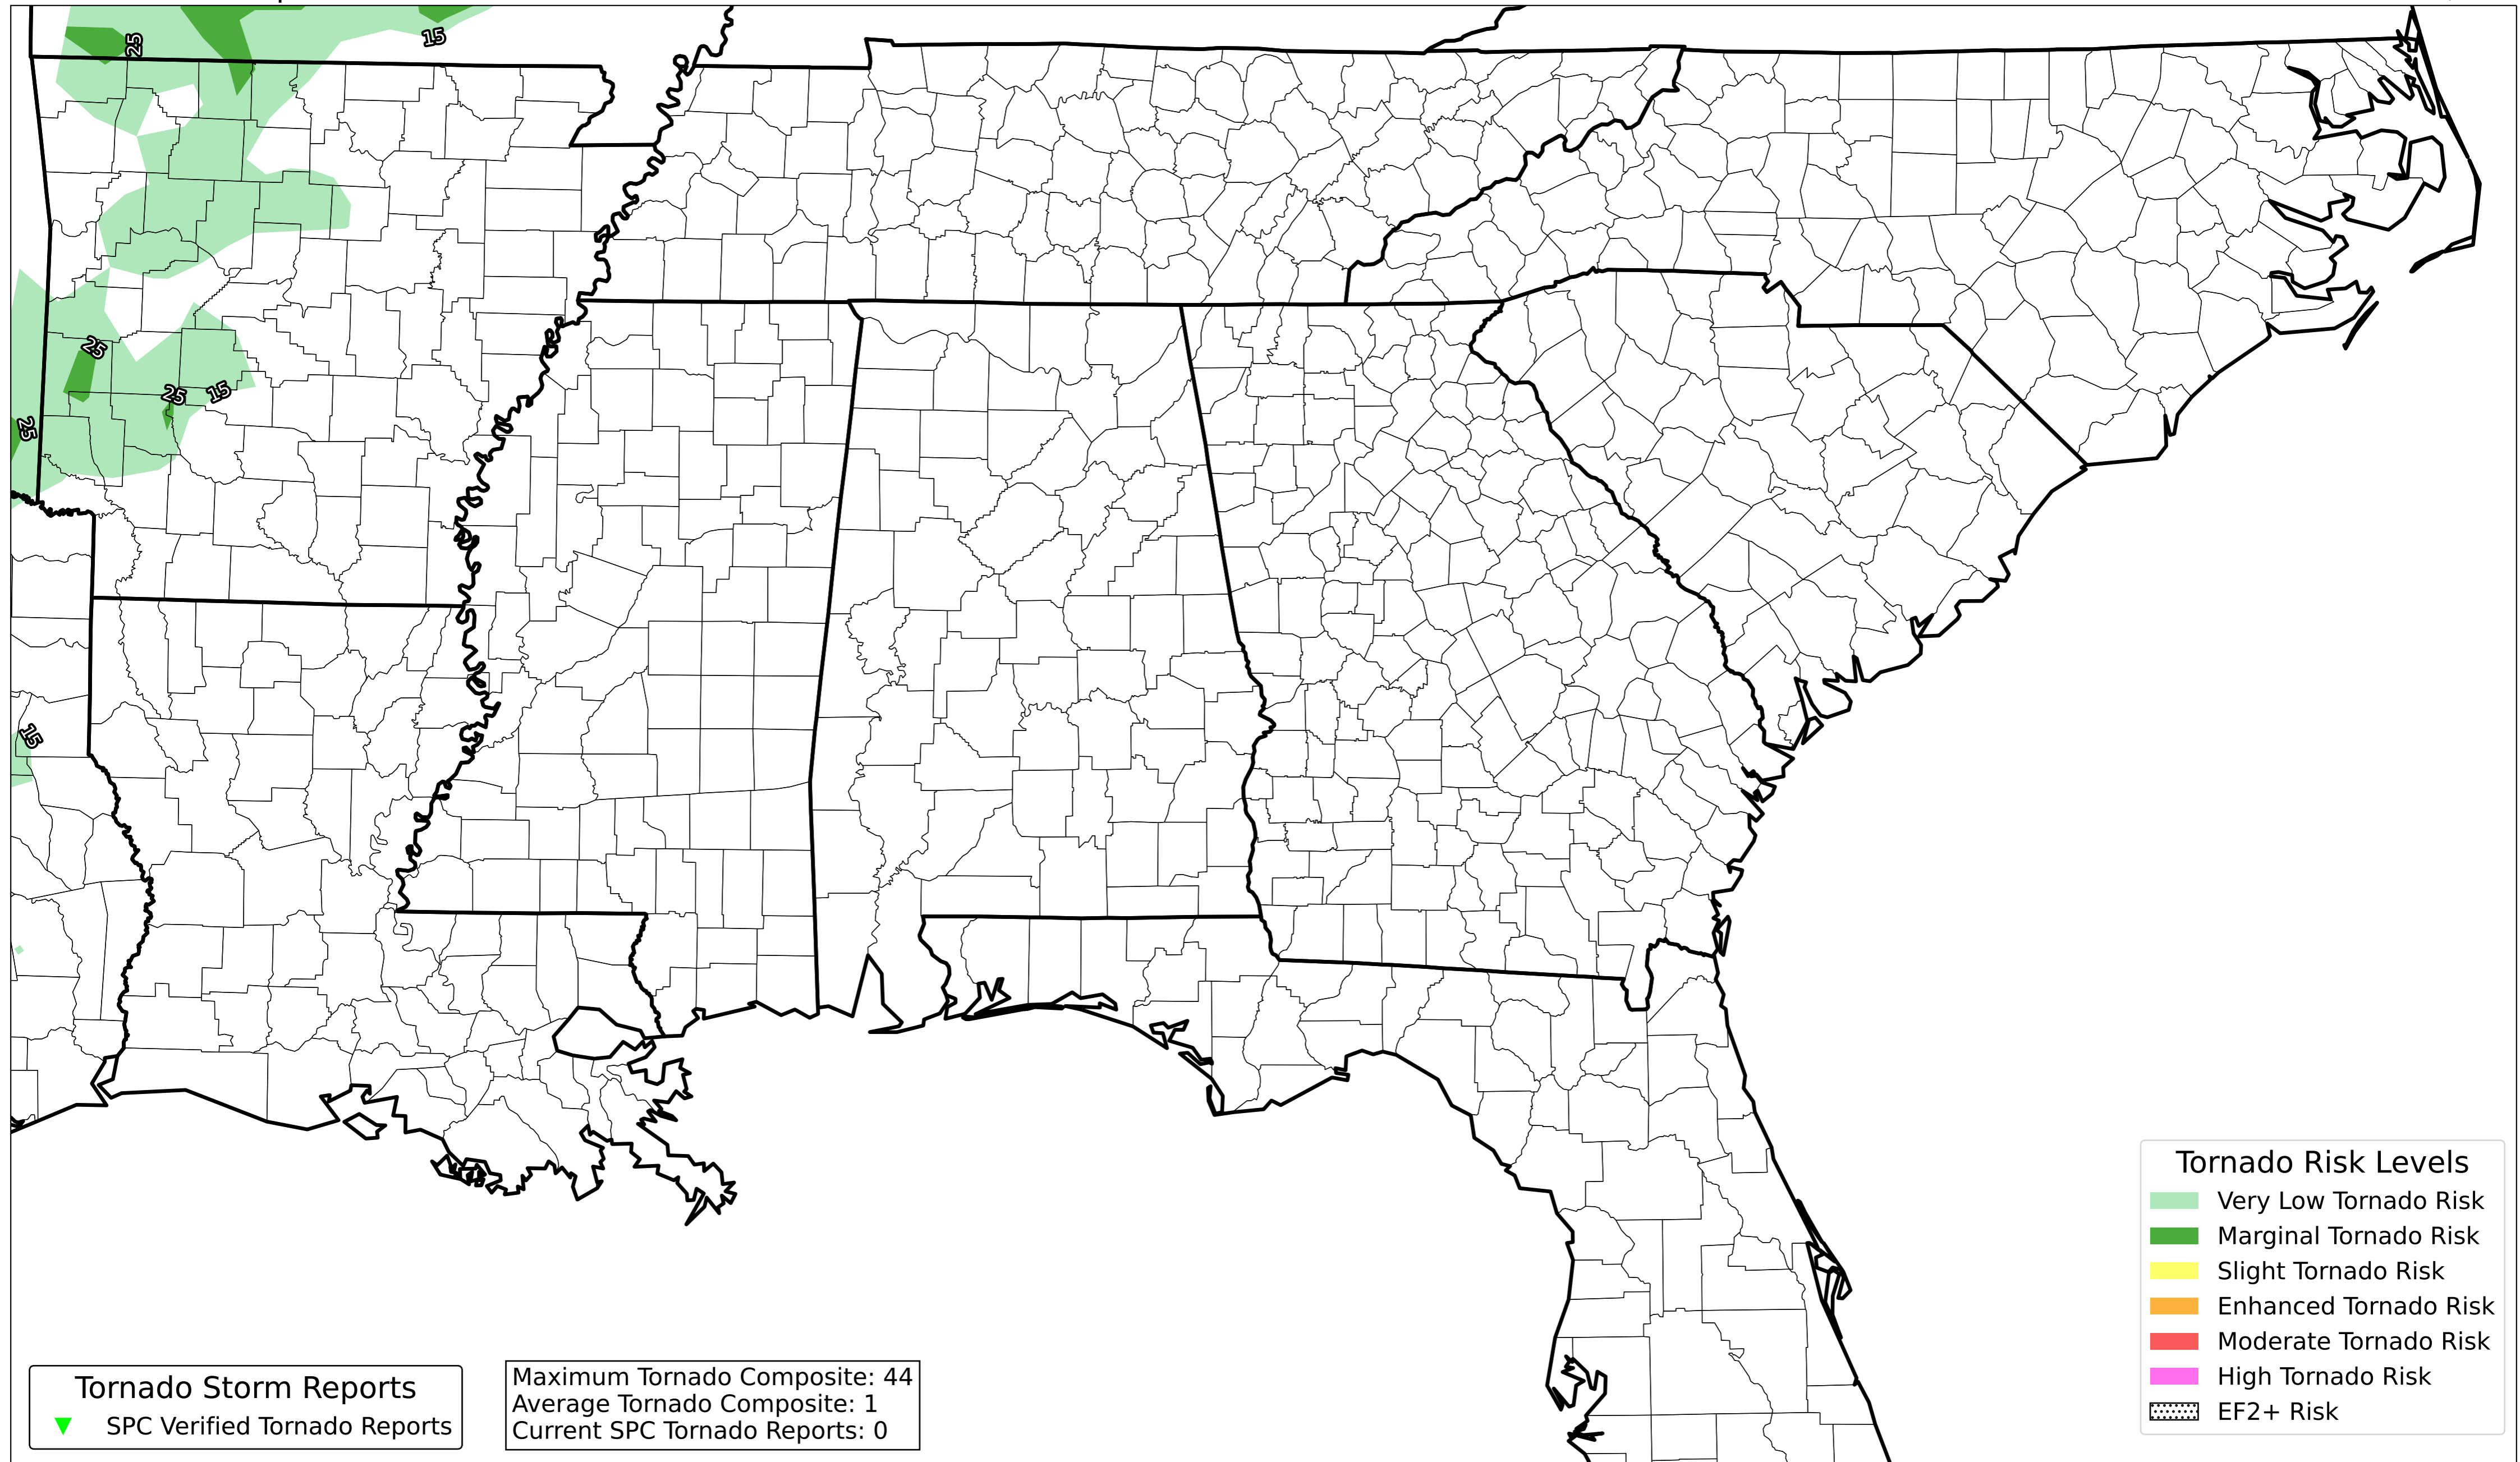 25
15
25
25
15
25
15
Tornado Risk Levels
Very Low Tornado Risk
Marginal Tornado Risk
Slight Tornado Risk
Enhanced Tornado Risk
Moderate Tornado Risk
High Tornado Risk
EF2+ Risk
Tornado Storm Reports
SPC Verified Tornado Reports
Maximum Tornado Composite: 44
Average Tornado Composite: 1
Current SPC Tornado Reports: 0